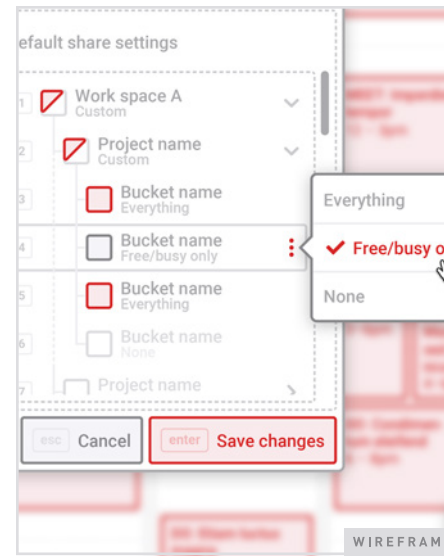 efault share settings
1
Work space A
Custom
2
Project name
Custom
3
Bucket name
Everything
4
Bucket name
Free/busy only
5
Bucket name
Everything
6
Bucket name
None
7
Project name
Everything
Free/busy o
None
esc Cancel
enter Save changes
WIREFRAM